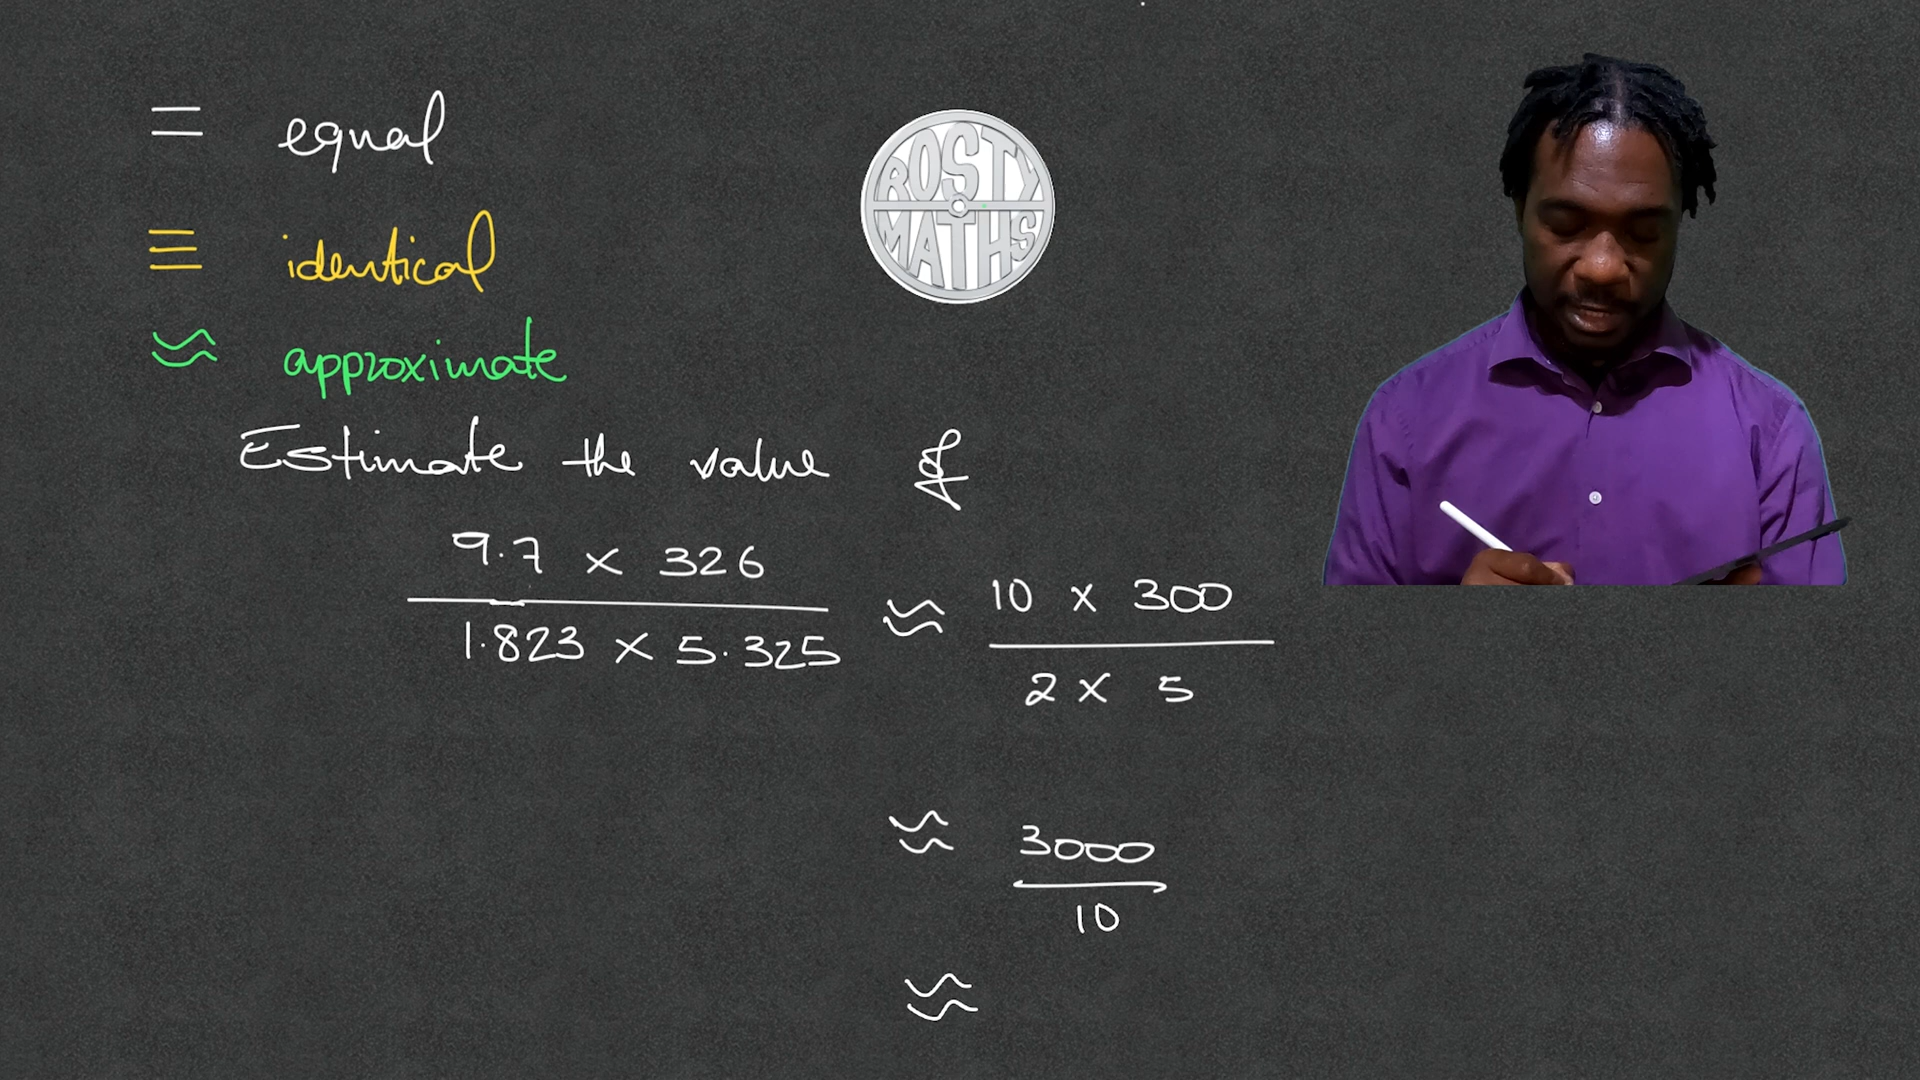 = equal
≡ identical
≈ approximate
ROSTY
MATHS
Estimate the value of
9.7 × 326
1.823 × 5.325
≈
10 × 300
2 × 5
≈
3000
10
≈